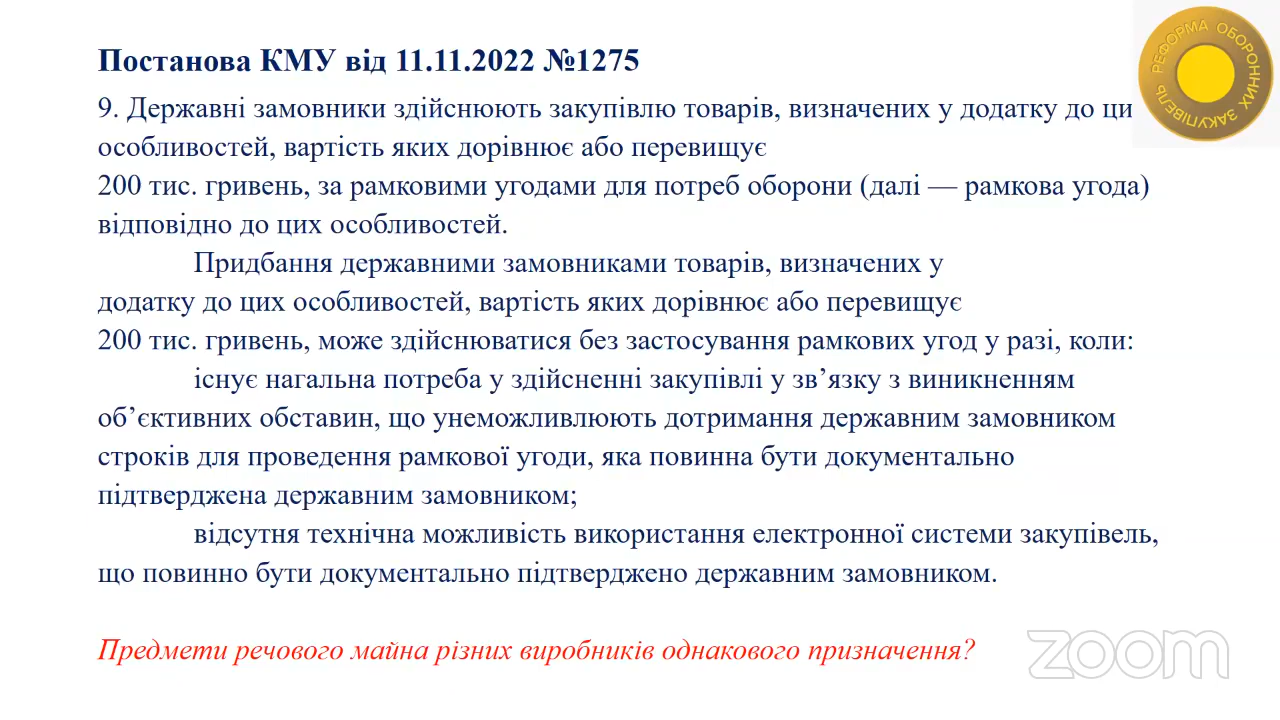 Постанова КМУ від 11.11.2022 №1275
9. Державні замовники здійснюють закупівлю товарів, визначених у додатку до ци
особливостей, вартість яких дорівнює або перевищує
200 тис. гривень, за рамковими угодами для потреб оборони (далі — рамкова угода)
відповідно до цих особливостей.
Придбання державними замовниками товарів, визначених у
додатку до цих особливостей, вартість яких дорівнює або перевищує
200 тис. гривень, може здійснюватися без застосування рамкових угод у разі, коли:
існує нагальна потреба у здійсненні закупівлі у зв’язку з виникненням
об’єктивних обставин, що унеможливлюють дотримання державним замовником
строків для проведення рамкової угоди, яка повинна бути документально
підтверджена державним замовником;
відсутня технічна можливість використання електронної системи закупівель,
що повинно бути документально підтверджено державним замовником.
Предмети речового майна різних виробників однакового призначення?
РЕФОРМА ОБОРОННИХ ЗАКУПІВЕЛЬ
zoom